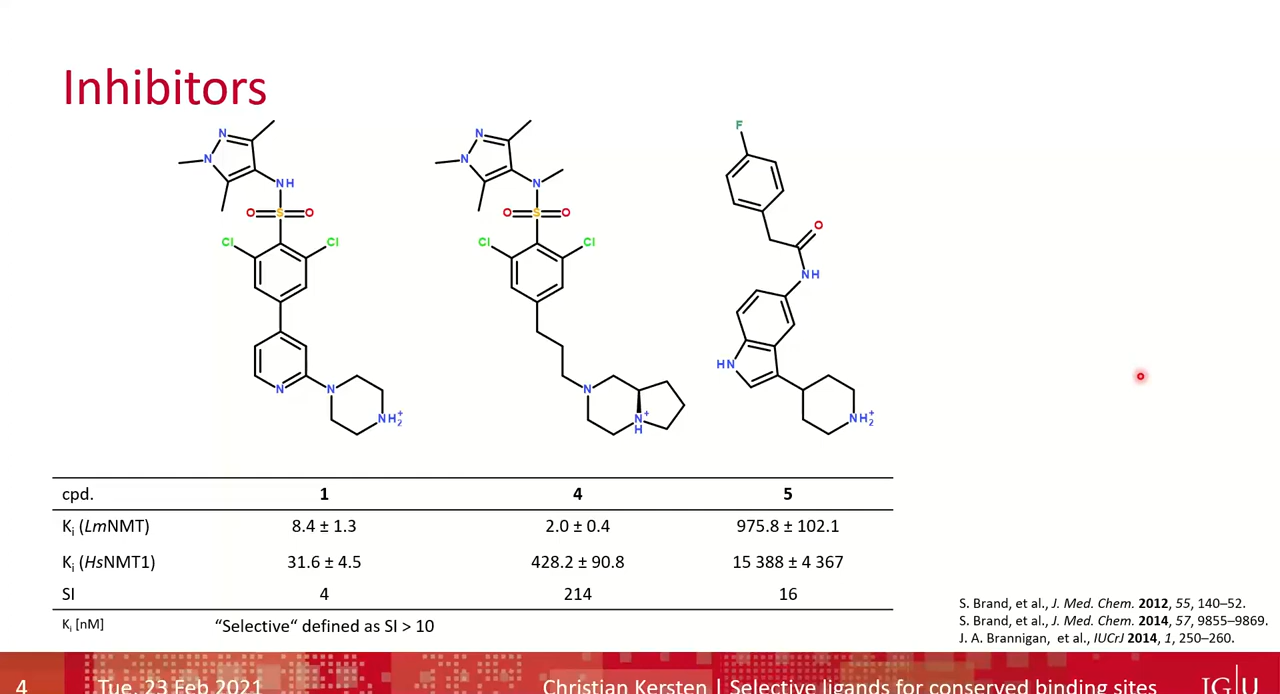 Inhibitors
N
N
NH
O S O
Cl Cl
N
N
NH₂⁺
N
N
N
O S O
Cl Cl
N
N⁺
H
F
O
NH
HN
NH₂⁺
cpd. 1 4 5
Kᵢ (LmNMT) 8.4 ± 1.3 2.0 ± 0.4 975.8 ± 102.1
Kᵢ (HsNMT1) 31.6 ± 4.5 428.2 ± 90.8 15 388 ± 4 367
SI 4 214 16
Kᵢ [nM] “Selective“ defined as SI > 10
S. Brand, et al., J. Med. Chem. 2012, 55, 140–52.
S. Brand, et al., J. Med. Chem. 2014, 57, 9855–9869.
J. A. Brannigan, et al., IUCrJ 2014, 1, 250–260.
4 Tue, 23 Feb 2021 Christian Kersten | Selective ligands for conserved binding sites JG|U